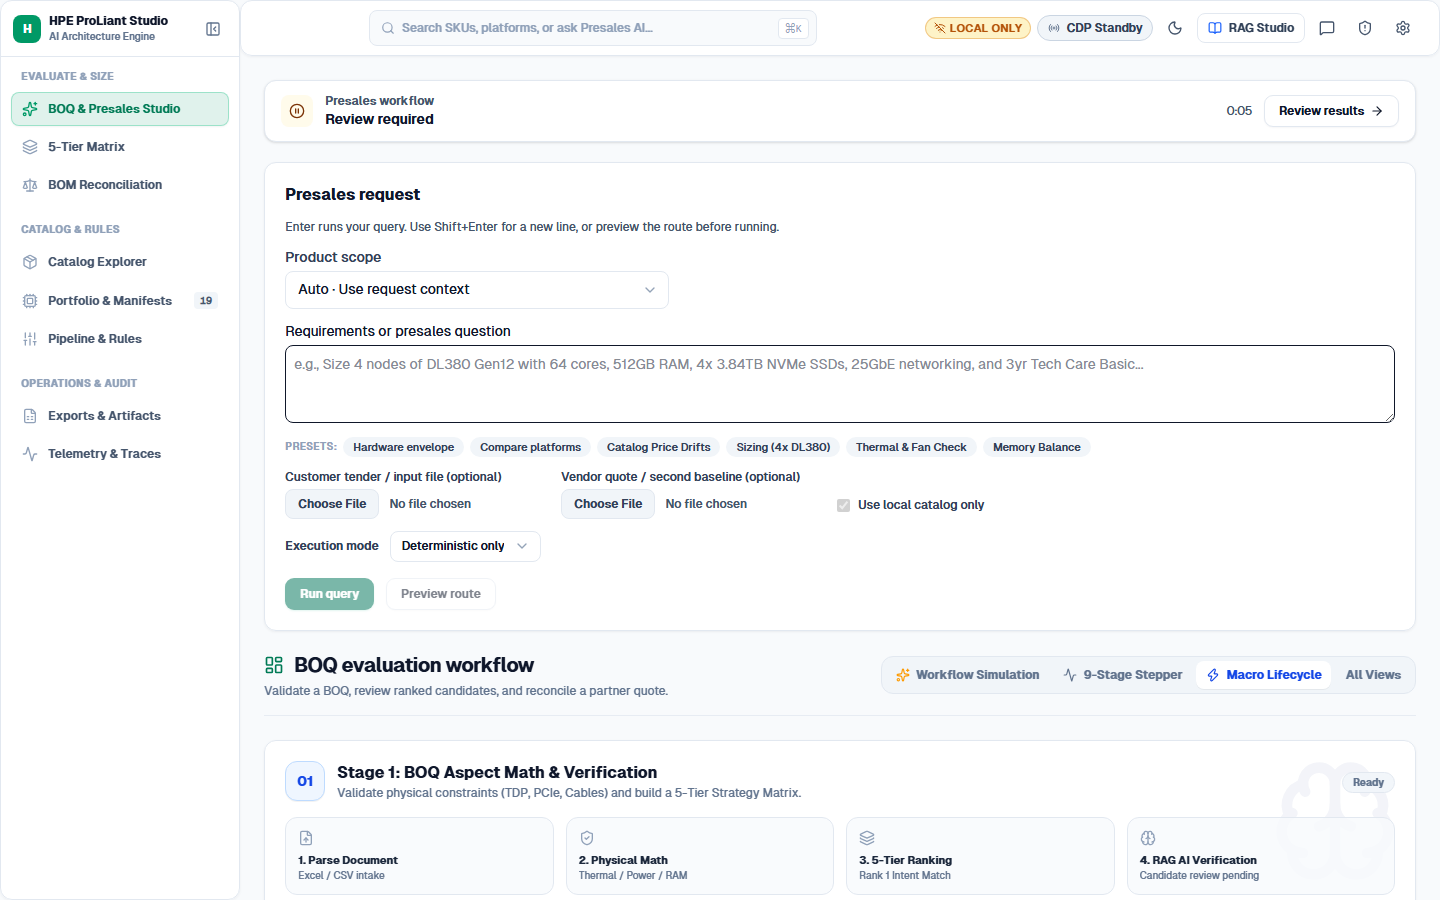 H
HPE ProLiant Studio
AI Architecture Engine
EVALUATE & SIZE
BOQ & Presales Studio
5-Tier Matrix
BOM Reconciliation
CATALOG & RULES
Catalog Explorer
Portfolio & Manifests 19
Pipeline & Rules
OPERATIONS & AUDIT
Exports & Artifacts
Telemetry & Traces
Search SKUs, platforms, or ask Presales AI... ⌘K
LOCAL ONLY
CDP Standby
RAG Studio
Presales workflow
Review required
0:05
Review results
Presales request
Enter runs your query. Use Shift+Enter for a new line, or preview the route before running.
Product scope
Auto · Use request context
Requirements or presales question
e.g., Size 4 nodes of DL380 Gen12 with 64 cores, 512GB RAM, 4x 3.84TB NVMe SSDs, 25GbE networking, and 3yr Tech Care Basic...
PRESETS: Hardware envelope Compare platforms Catalog Price Drifts Sizing (4x DL380) Thermal & Fan Check Memory Balance
Customer tender / input file (optional) Vendor quote / second baseline (optional)
Choose File No file chosen Choose File No file chosen Use local catalog only
Execution mode Deterministic only
Run query Preview route
BOQ evaluation workflow
Validate a BOQ, review ranked candidates, and reconcile a partner quote.
Workflow Simulation 9-Stage Stepper Macro Lifecycle All Views
01
Stage 1: BOQ Aspect Math & Verification
Validate physical constraints (TDP, PCIe, Cables) and build a 5-Tier Strategy Matrix.
Ready
1. Parse Document
Excel / CSV intake
2. Physical Math
Thermal / Power / RAM
3. 5-Tier Ranking
Rank 1 Intent Match
4. RAG AI Verification
Candidate review pending